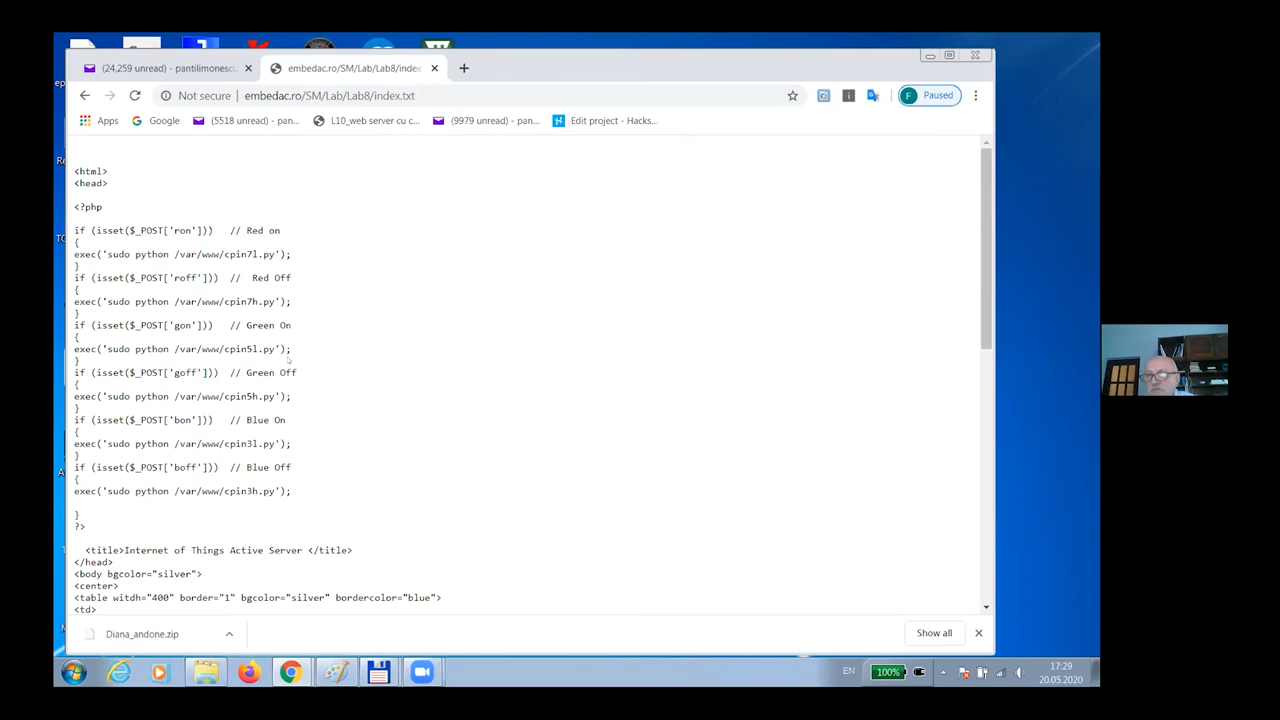 (24,259 unread) - pantilimonescu
embedac.ro/SM/Lab/Lab8/index
Not secure
embedac.ro/SM/Lab/Lab8/index.txt
F Paused
Apps
Google
(5518 unread) - pan...
L10_web server cu c...
(9979 unread) - pan...
Edit project - Hacks...
<html>
<head>
<?php
if (isset($_POST['ron'])) // Red on
{
exec('sudo python /var/www/cpin7l.py');
}
if (isset($_POST['roff'])) // Red Off
{
exec('sudo python /var/www/cpin7h.py');
}
if (isset($_POST['gon'])) // Green On
{
exec('sudo python /var/www/cpin5l.py');
}
if (isset($_POST['goff'])) // Green Off
{
exec('sudo python /var/www/cpin5h.py');
}
if (isset($_POST['bon'])) // Blue On
{
exec('sudo python /var/www/cpin3l.py');
}
if (isset($_POST['boff'])) // Blue Off
{
exec('sudo python /var/www/cpin3h.py');
}
?>
<title>Internet of Things Active Server </title>
</head>
<body bgcolor="silver">
<center>
<table witdh="400" border="1" bgcolor="silver" bordercolor="blue">
<td>
Diana_andone.zip
Show all
EN
100%
17:29
20.05.2020